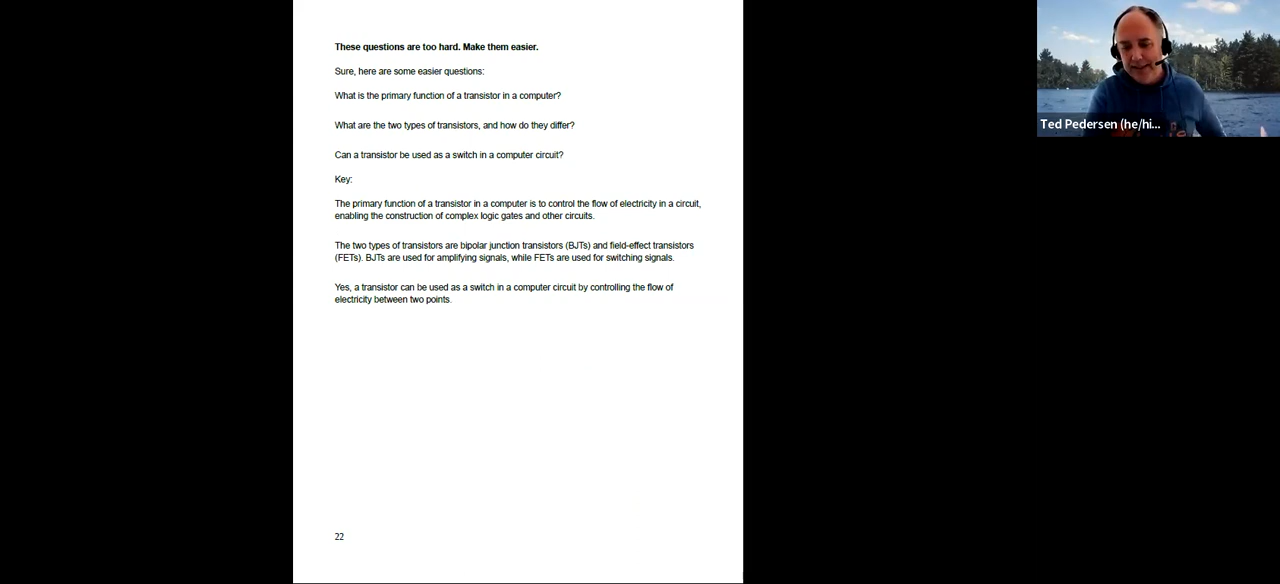 These questions are too hard. Make them easier.
Sure, here are some easier questions:
What is the primary function of a transistor in a computer?
What are the two types of transistors, and how do they differ?
Can a transistor be used as a switch in a computer circuit?
Key:
The primary function of a transistor in a computer is to control the flow of electricity in a circuit,
enabling the construction of complex logic gates and other circuits.
The two types of transistors are bipolar junction transistors (BJTs) and field-effect transistors
(FETs). BJTs are used for amplifying signals, while FETs are used for switching signals.
Yes, a transistor can be used as a switch in a computer circuit by controlling the flow of
electricity between two points.
22
Ted Pedersen (he/hi...